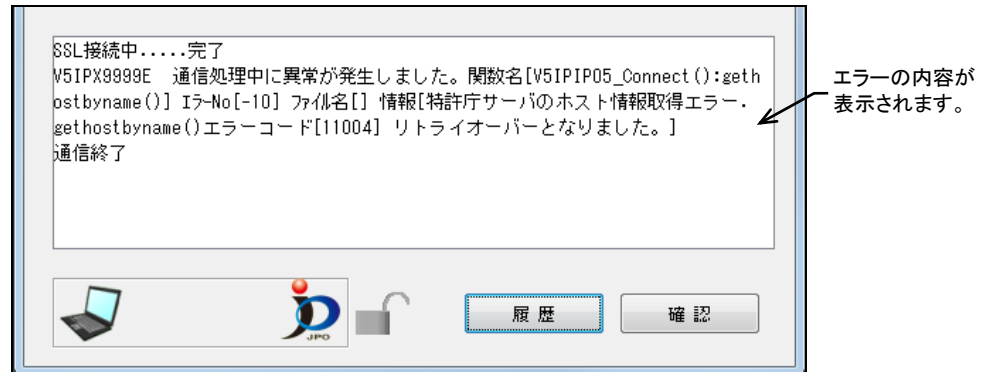 SSL接続中.....完了
V5IPX9999E　通信処理中に異常が発生しました。関数名[V5IPIP05_Connect():geth
ostbyname()] ｴﾗｰNo[-10] ﾌｧｲﾙ名[] 情報[特許庁サーバのホスト情報取得エラー.
gethostbyname()エラーコード[11004] リトライオーバーとなりました。]
通信終了
エラーの内容が
表示されます。
JPO
履歴
確認